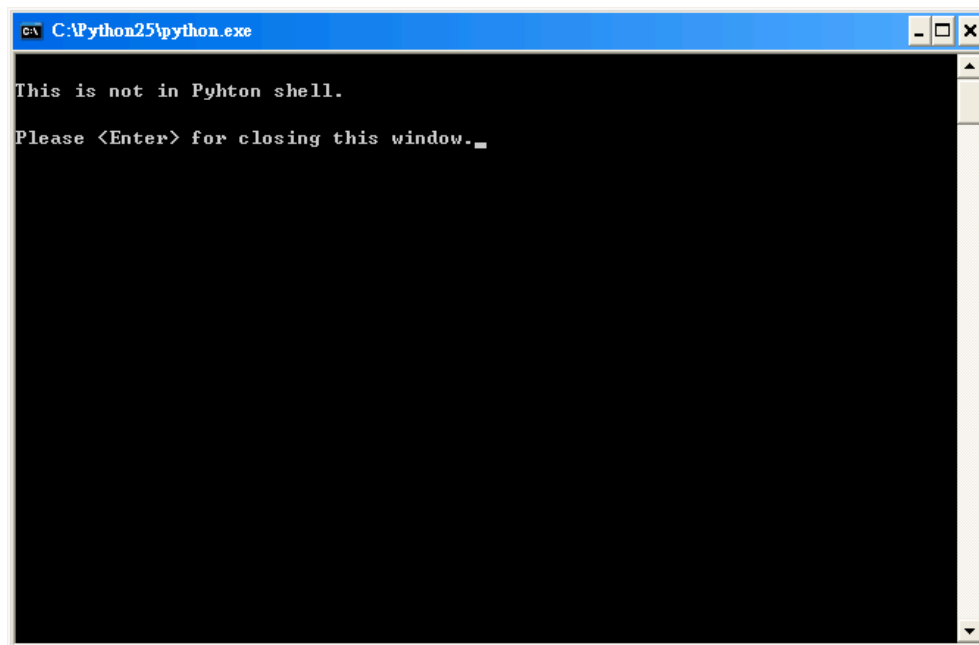 C:\Python25\python.exe
This is not in Pyhton shell.
Please <Enter> for closing this window.